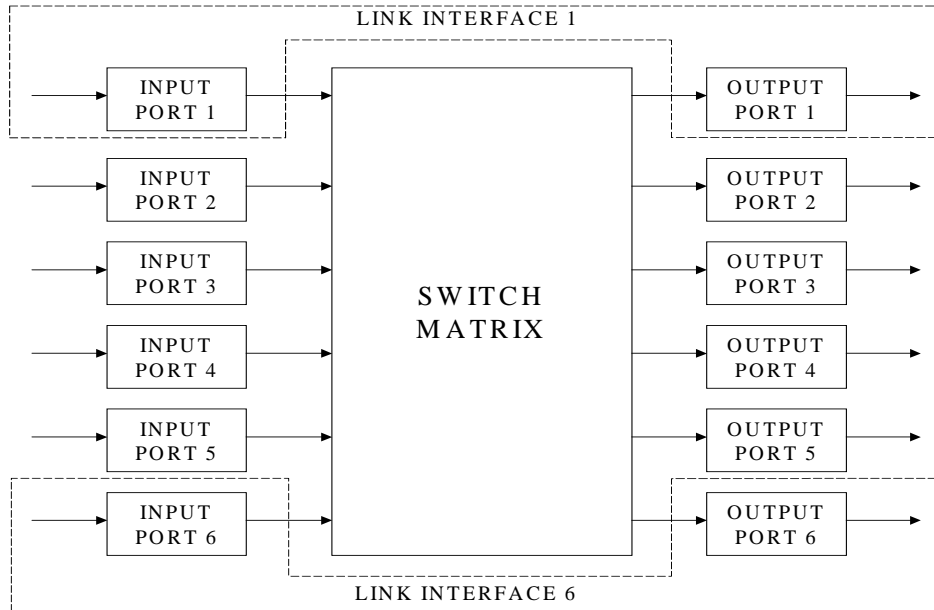 LINK INTERFACE 1
INPUT
PORT 1
OUTPUT
PORT 1
INPUT
PORT 2
OUTPUT
PORT 2
INPUT
PORT 3
OUTPUT
PORT 3
SWITCH
MATRIX
INPUT
PORT 4
OUTPUT
PORT 4
INPUT
PORT 5
OUTPUT
PORT 5
INPUT
PORT 6
OUTPUT
PORT 6
LINK INTERFACE 6